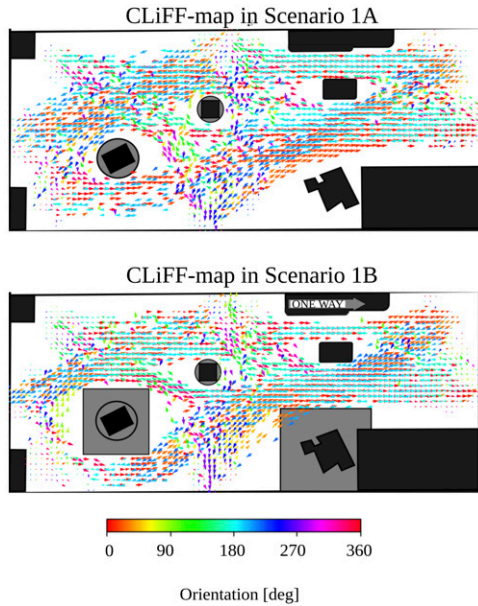 CLiFF-map in Scenario 1A
CLiFF-map in Scenario 1B
ONE WAY
0 90 180 270 360
Orientation [deg]